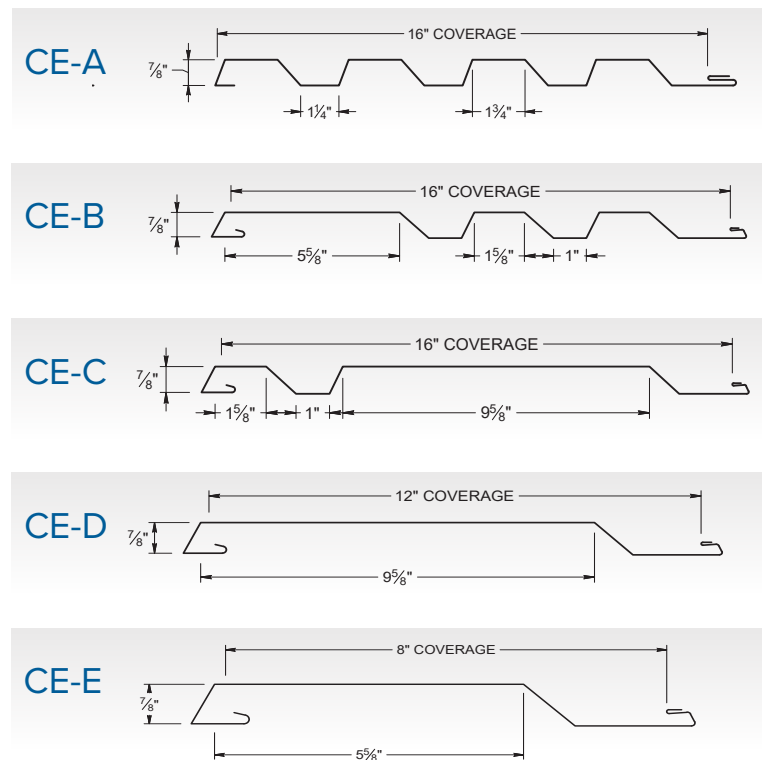 CE-A
16" COVERAGE
⅞"
1¼"
1¾"
CE-B
16" COVERAGE
⅞"
5⅝"
1⅝"
1"
CE-C
16" COVERAGE
⅞"
1⅝"
1"
9⅝"
CE-D
12" COVERAGE
⅞"
9⅝"
CE-E
8" COVERAGE
⅞"
5⅝"